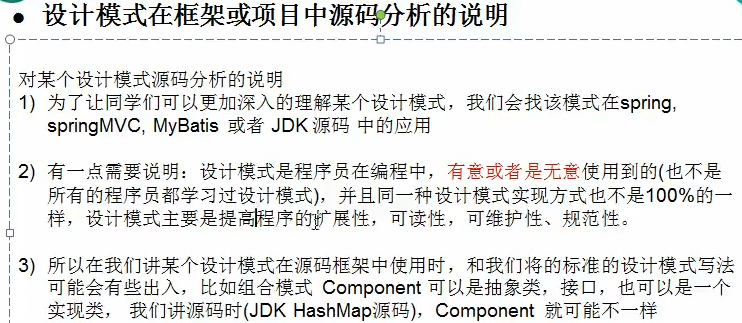 ● 设计模式在框架或项目中源码分析的说明
对某个设计模式源码分析的说明
1) 为了让同学们可以更加深入的理解某个设计模式，我们会找该模式在spring,
springMVC, MyBatis 或者 JDK 源码 中的应用
2) 有一点需要说明：设计模式是程序员在编程中，有意或者是无意使用到的(也不是
所有的程序员都学习过设计模式)，并且同一种设计模式实现方式也不是100%的一
样，设计模式主要是提高程序的扩展性，可读性，可维护性、规范性。
3) 所以在我们讲某个设计模式在源码框架中使用时，和我们将的标准的设计模式写法
可能会有些出入，比如组合模式 Component 可以是抽象类，接口，也可以是一个
实现类， 我们讲源码时(JDK HashMap源码)，Component 就可能不一样